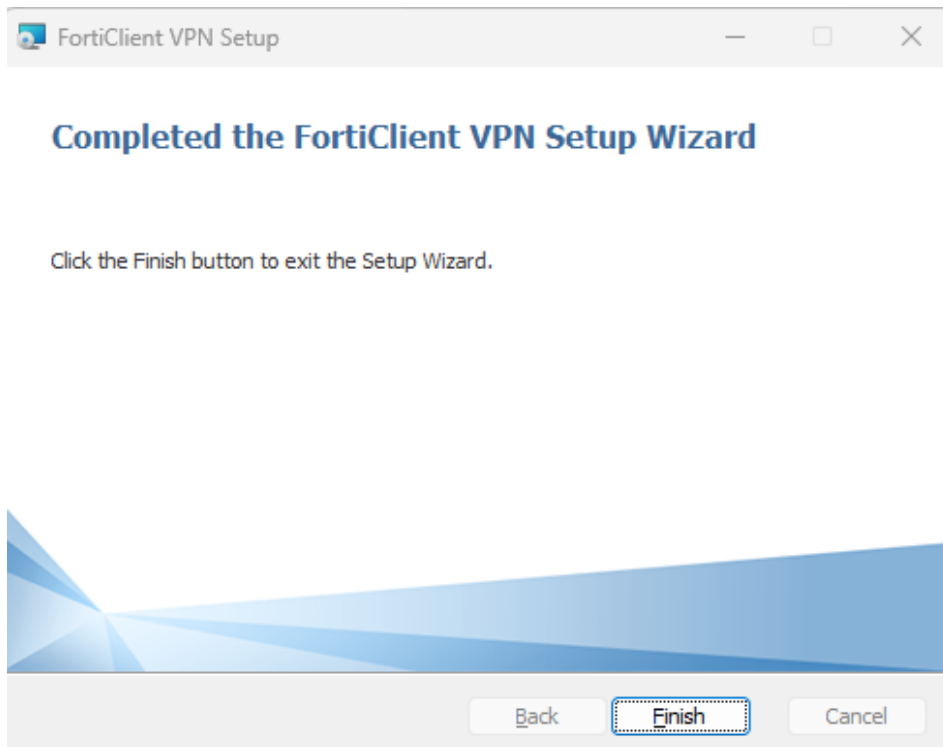 FortiClient VPN Setup
Completed the FortiClient VPN Setup Wizard
Click the Finish button to exit the Setup Wizard.
Back Finish Cancel